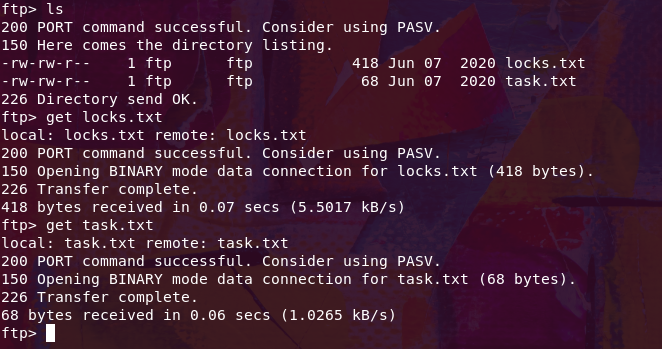 ftp> ls
200 PORT command successful. Consider using PASV.
150 Here comes the directory listing.
-rw-rw-r--    1 ftp      ftp           418 Jun 07  2020 locks.txt
-rw-rw-r--    1 ftp      ftp            68 Jun 07  2020 task.txt
226 Directory send OK.
ftp> get locks.txt
local: locks.txt remote: locks.txt
200 PORT command successful. Consider using PASV.
150 Opening BINARY mode data connection for locks.txt (418 bytes).
226 Transfer complete.
418 bytes received in 0.07 secs (5.5017 kB/s)
ftp> get task.txt
local: task.txt remote: task.txt
200 PORT command successful. Consider using PASV.
150 Opening BINARY mode data connection for task.txt (68 bytes).
226 Transfer complete.
68 bytes received in 0.06 secs (1.0265 kB/s)
ftp>